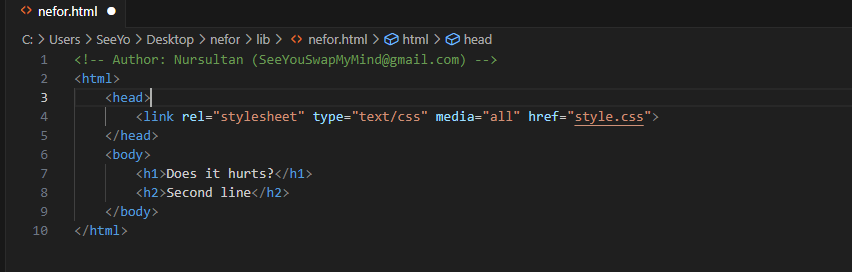 nefor.html
C: > Users > SeeYo > Desktop > nefor > lib > nefor.html > html > head
1 <!-- Author: Nursultan (SeeYouSwapMyMind@gmail.com) -->
2 <html>
3 <head>
4 <link rel="stylesheet" type="text/css" media="all" href="style.css">
5 </head>
6 <body>
7 <h1>Does it hurts?</h1>
8 <h2>Second line</h2>
9 </body>
10 </html>